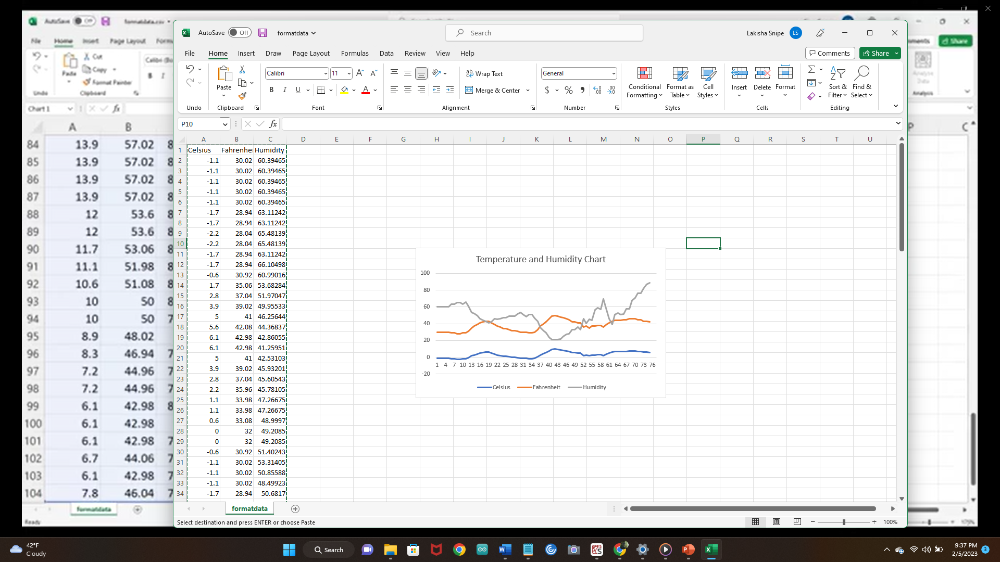 AutoSave Off formatdata Search Lakisha Snipe LS
File Home Insert Draw Page Layout Formulas Data Review View Help Comments Share
Calibri 11 Wrap Text General
Paste B I U Merge & Center $ % Conditional Formatting Format as Table Cell Styles Insert Delete Format Sort & Filter Find & Select
Undo Clipboard Font Alignment Number Styles Cells Editing
P10 fx
A B C D E F G H I J K L M N O P Q R S T U
1 Celsius Fahrenhei Humidity
2 -1.1 30.02 60.39465
3 -1.1 30.02 60.39465
4 -1.1 30.02 60.39465
5 -1.1 30.02 60.39465
6 -1.1 30.02 60.39465
7 -1.7 28.94 63.11242
8 -1.7 28.94 63.11242
9 -2.2 28.04 65.48139
10 -2.2 28.04 65.48139
11 -1.7 28.94 63.11242
12 -1.7 28.94 66.10498
13 -0.6 30.92 60.99016
14 1.7 35.06 53.68284
15 2.8 37.04 51.97047
16 3.9 39.02 49.95533
17 5 41 46.25644
18 5.6 42.08 44.36837
19 6.1 42.98 42.86055
20 6.1 42.98 41.25951
21 5 41 42.53103
22 3.9 39.02 45.93201
23 2.8 37.04 45.60543
24 2.2 35.96 45.78105
25 1.1 33.98 47.26675
26 1.1 33.98 47.26675
27 0.6 33.08 48.9997
28 0 32 49.2085
29 0 32 49.2085
30 -0.6 30.92 51.40243
31 -1.1 30.02 53.31405
32 -1.1 30.02 50.85588
33 -1.1 30.02 48.49923
34 -1.7 28.94 50.6817
Temperature and Humidity Chart
100
80
60
40
20
0
1 4 7 10 13 16 19 22 25 28 31 34 37 40 43 46 49 52 55 58 61 64 67 70 73 76
-20
Celsius Fahrenheit Humidity
formatdata
Select destination and press ENTER or choose Paste 100%
AutoSave Off formatdata.csv
File Home Insert Page Layout Share
Cut
Paste Copy
Format Painter
Undo Clipboard Analysis
Chart 1 fx
A B P
84 13.9 57.02 8
85 13.9 57.02 8
86 13.9 57.02 8
87 13.9 57.02 8
88 12 53.6 8
89 12 53.6 8
90 11.7 53.06 8
91 11.1 51.98 8
92 10.6 51.08 8
93 10 50 8
94 10 50 7
95 8.9 48.02
96 8.3 46.94 7
97 7.2 44.96 7
98 7.2 44.96 7
99 6.1 42.98 8
100 6.1 42.98
101 6.1 42.98 7
102 6.7 44.06 7
103 6.1 42.98 7
104 7.8 46.04 7
formatdata
Ready
42°F
Cloudy
Search
9:37 PM
2/5/2023
3